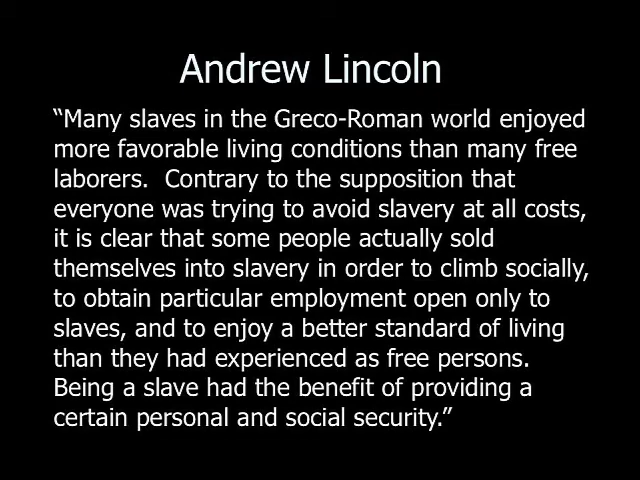 Andrew Lincoln
“Many slaves in the Greco-Roman world enjoyed
more favorable living conditions than many free
laborers.  Contrary to the supposition that
everyone was trying to avoid slavery at all costs,
it is clear that some people actually sold
themselves into slavery in order to climb socially,
to obtain particular employment open only to
slaves, and to enjoy a better standard of living
than they had experienced as free persons.
Being a slave had the benefit of providing a
certain personal and social security.”